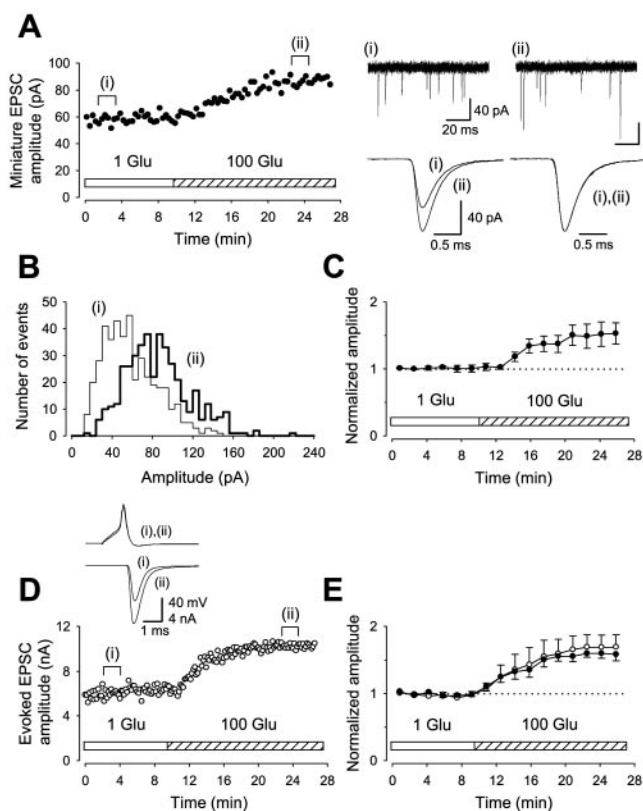 A
Miniature EPSC
amplitude (pA)
140
120
100
80
60
40
20
0
(i)
(ii)
1 Glu
100 Glu
0 4 8 12 16 20 24 28
Time (min)
(i)
(ii)
40 pA
20 ms
(i)
(ii)
40 pA
0.5 ms
(i),(ii)
0.5 ms
B
Number of events
50
40
30
20
10
0
(i)
(ii)
0 40 80 120 160 200 240
Amplitude (pA)
C
Normalized amplitude
2
1
0
1 Glu
100 Glu
0 4 8 12 16 20 24 28
Time (min)
(i),(ii)
(i)
(ii)
40 mV
4 nA
1 ms
D
Evoked EPSC
amplitude (nA)
12
9
6
3
0
(i)
(ii)
1 Glu
100 Glu
0 4 8 12 16 20 24 28
Time (min)
E
Normalized amplitude
2
1
0
1 Glu
100 Glu
0 4 8 12 16 20 24 28
Time (min)